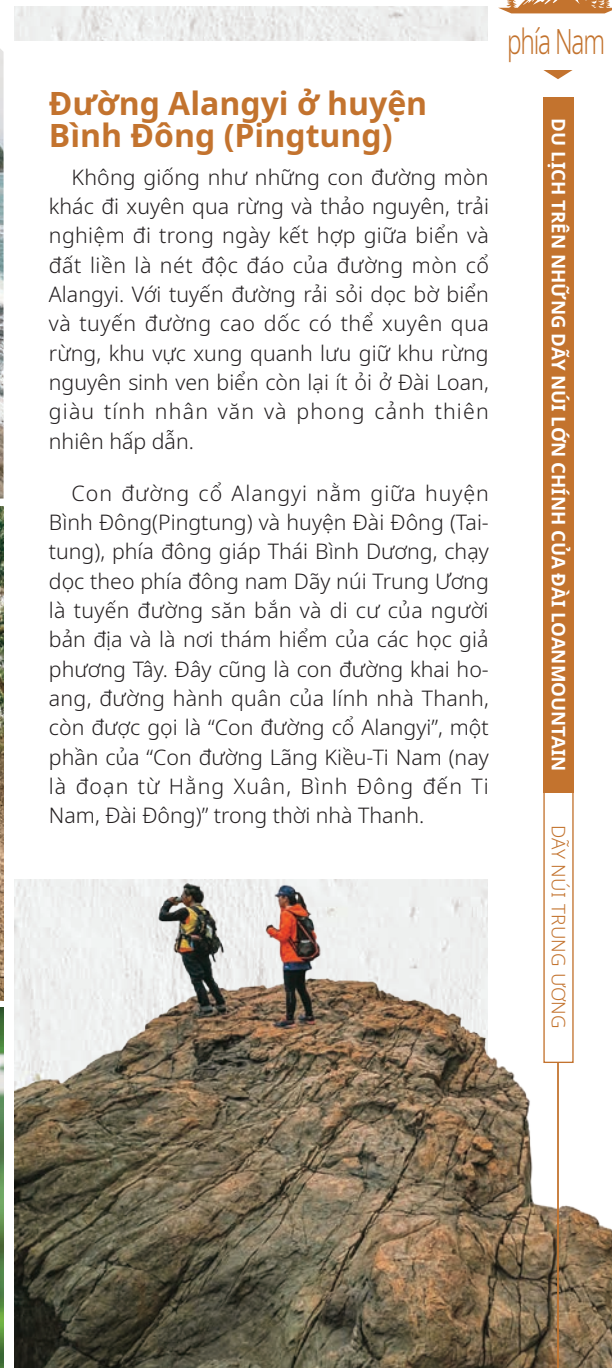 phía Nam
Đường Alangyi ở huyện
Bình Đông (Pingtung)
Không giống như những con đường mòn
khác đi xuyên qua rừng và thảo nguyên, trải
nghiệm đi trong ngày kết hợp giữa biển và
đất liền là nét độc đáo của đường mòn cổ
Alangyi. Với tuyến đường rải sỏi dọc bờ biển
và tuyến đường cao dốc có thể xuyên qua
rừng, khu vực xung quanh lưu giữ khu rừng
nguyên sinh ven biển còn lại ít ỏi ở Đài Loan,
giàu tính nhân văn và phong cảnh thiên
nhiên hấp dẫn.
Con đường cổ Alangyi nằm giữa huyện
Bình Đông(Pingtung) và huyện Đài Đông (Tai-
tung), phía đông giáp Thái Bình Dương, chạy
dọc theo phía đông nam Dãy núi Trung Ương
là tuyến đường săn bắn và di cư của người
bản địa và là nơi thám hiểm của các học giả
phương Tây. Đây cũng là con đường khai ho-
ang, đường hành quân của lính nhà Thanh,
còn được gọi là “Con đường cổ Alangyi”, một
phần của “Con đường Lãng Kiều-Ti Nam (nay
là đoạn từ Hằng Xuân, Bình Đông đến Ti
Nam, Đài Đông)” trong thời nhà Thanh.
DU LỊCH TRÊN NHỮNG DÃY NÚI LỚN CHÍNH CỦA ĐÀI LOANMOUNTAIN
DÃY NÚI TRUNG ƯƠNG